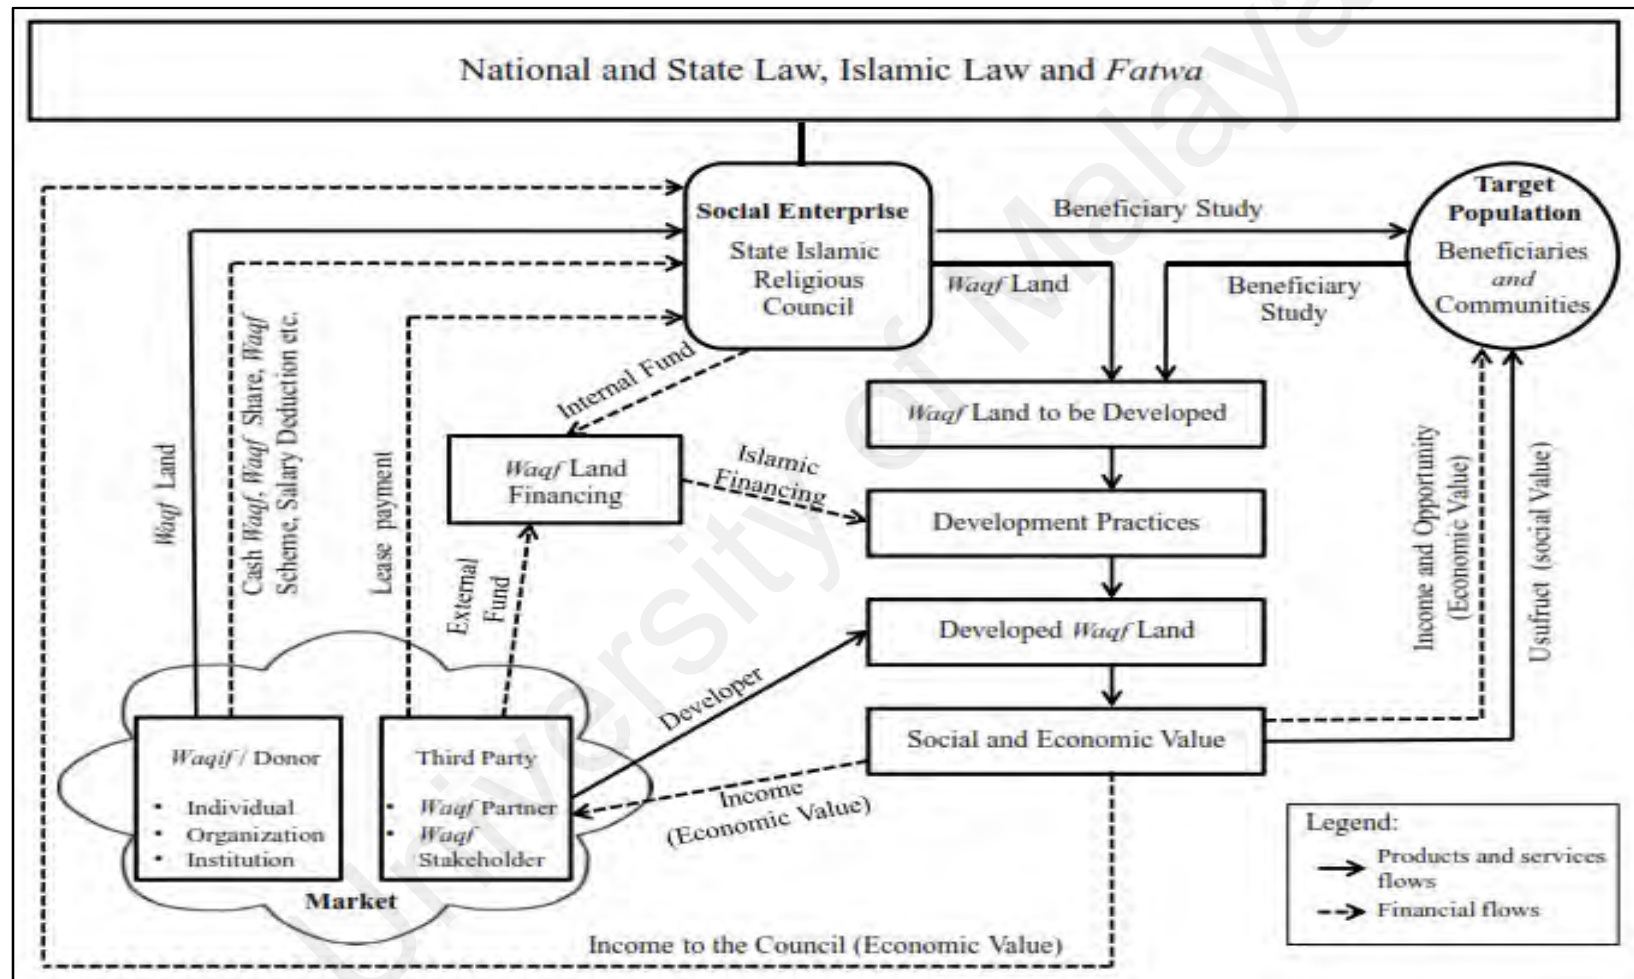 National and State Law, Islamic Law and Fatwa
Social Enterprise
State Islamic
Religious
Council
Beneficiary Study
Target
Population
Beneficiaries
and
Communities
Waqf Land
Beneficiary
Study
Internal Fund
Waqf Land to be Developed
Waqf Land
Cash Waqf, Waqf Share, Waqf
Scheme, Salary Deduction etc.
Lease payment
Waqf Land
Financing
Islamic
Financing
Development Practices
External
Fund
Income and Opportunity
(Economic Value)
Usufruct (social Value)
Developed Waqf Land
Developer
Social and Economic Value
Waqif / Donor
• Individual
• Organization
• Institution
Third Party
• Waqf Partner
• Waqf
Stakeholder
Market
Income
(Economic Value)
Legend:
Products and services
flows
Financial flows
Income to the Council (Economic Value)
University of Malaya